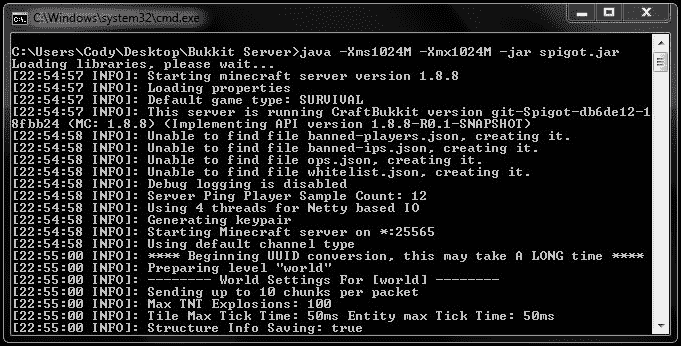 C:\Windows\system32\cmd.exe
C:\Users\Cody\Desktop\Bukkit Server>java -Xms1024M -Xmx1024M -jar spigot.jar
Loading libraries, please wait...
[22:54:57 INFO]: Starting minecraft server version 1.8.8
[22:54:57 INFO]: Loading properties
[22:54:57 INFO]: Default game type: SURVIVAL
[22:54:57 INFO]: This server is running CraftBukkit version git-Spigot-db6de12-1
8fbb24 (MC: 1.8.8) (Implementing API version 1.8.8-R0.1-SNAPSHOT)
[22:54:58 INFO]: Unable to find file banned-players.json, creating it.
[22:54:58 INFO]: Unable to find file banned-ips.json, creating it.
[22:54:58 INFO]: Unable to find file ops.json, creating it.
[22:54:58 INFO]: Unable to find file whitelist.json, creating it.
[22:54:58 INFO]: Debug logging is disabled
[22:54:58 INFO]: Server Ping Player Sample Count: 12
[22:54:58 INFO]: Using 4 threads for Netty based IO
[22:54:58 INFO]: Generating keypair
[22:54:58 INFO]: Starting Minecraft server on *:25565
[22:54:58 INFO]: Using default channel type
[22:55:00 INFO]: **** Beginning UUID conversion, this may take A LONG time ****
[22:55:00 INFO]: Preparing level "world"
[22:55:00 INFO]: -------- World Settings For [world] --------
[22:55:00 INFO]: Sending up to 10 chunks per packet
[22:55:00 INFO]: Max TNT Explosions: 100
[22:55:00 INFO]: Tile Max Tick Time: 50ms Entity max Tick Time: 50ms
[22:55:00 INFO]: Structure Info Saving: true